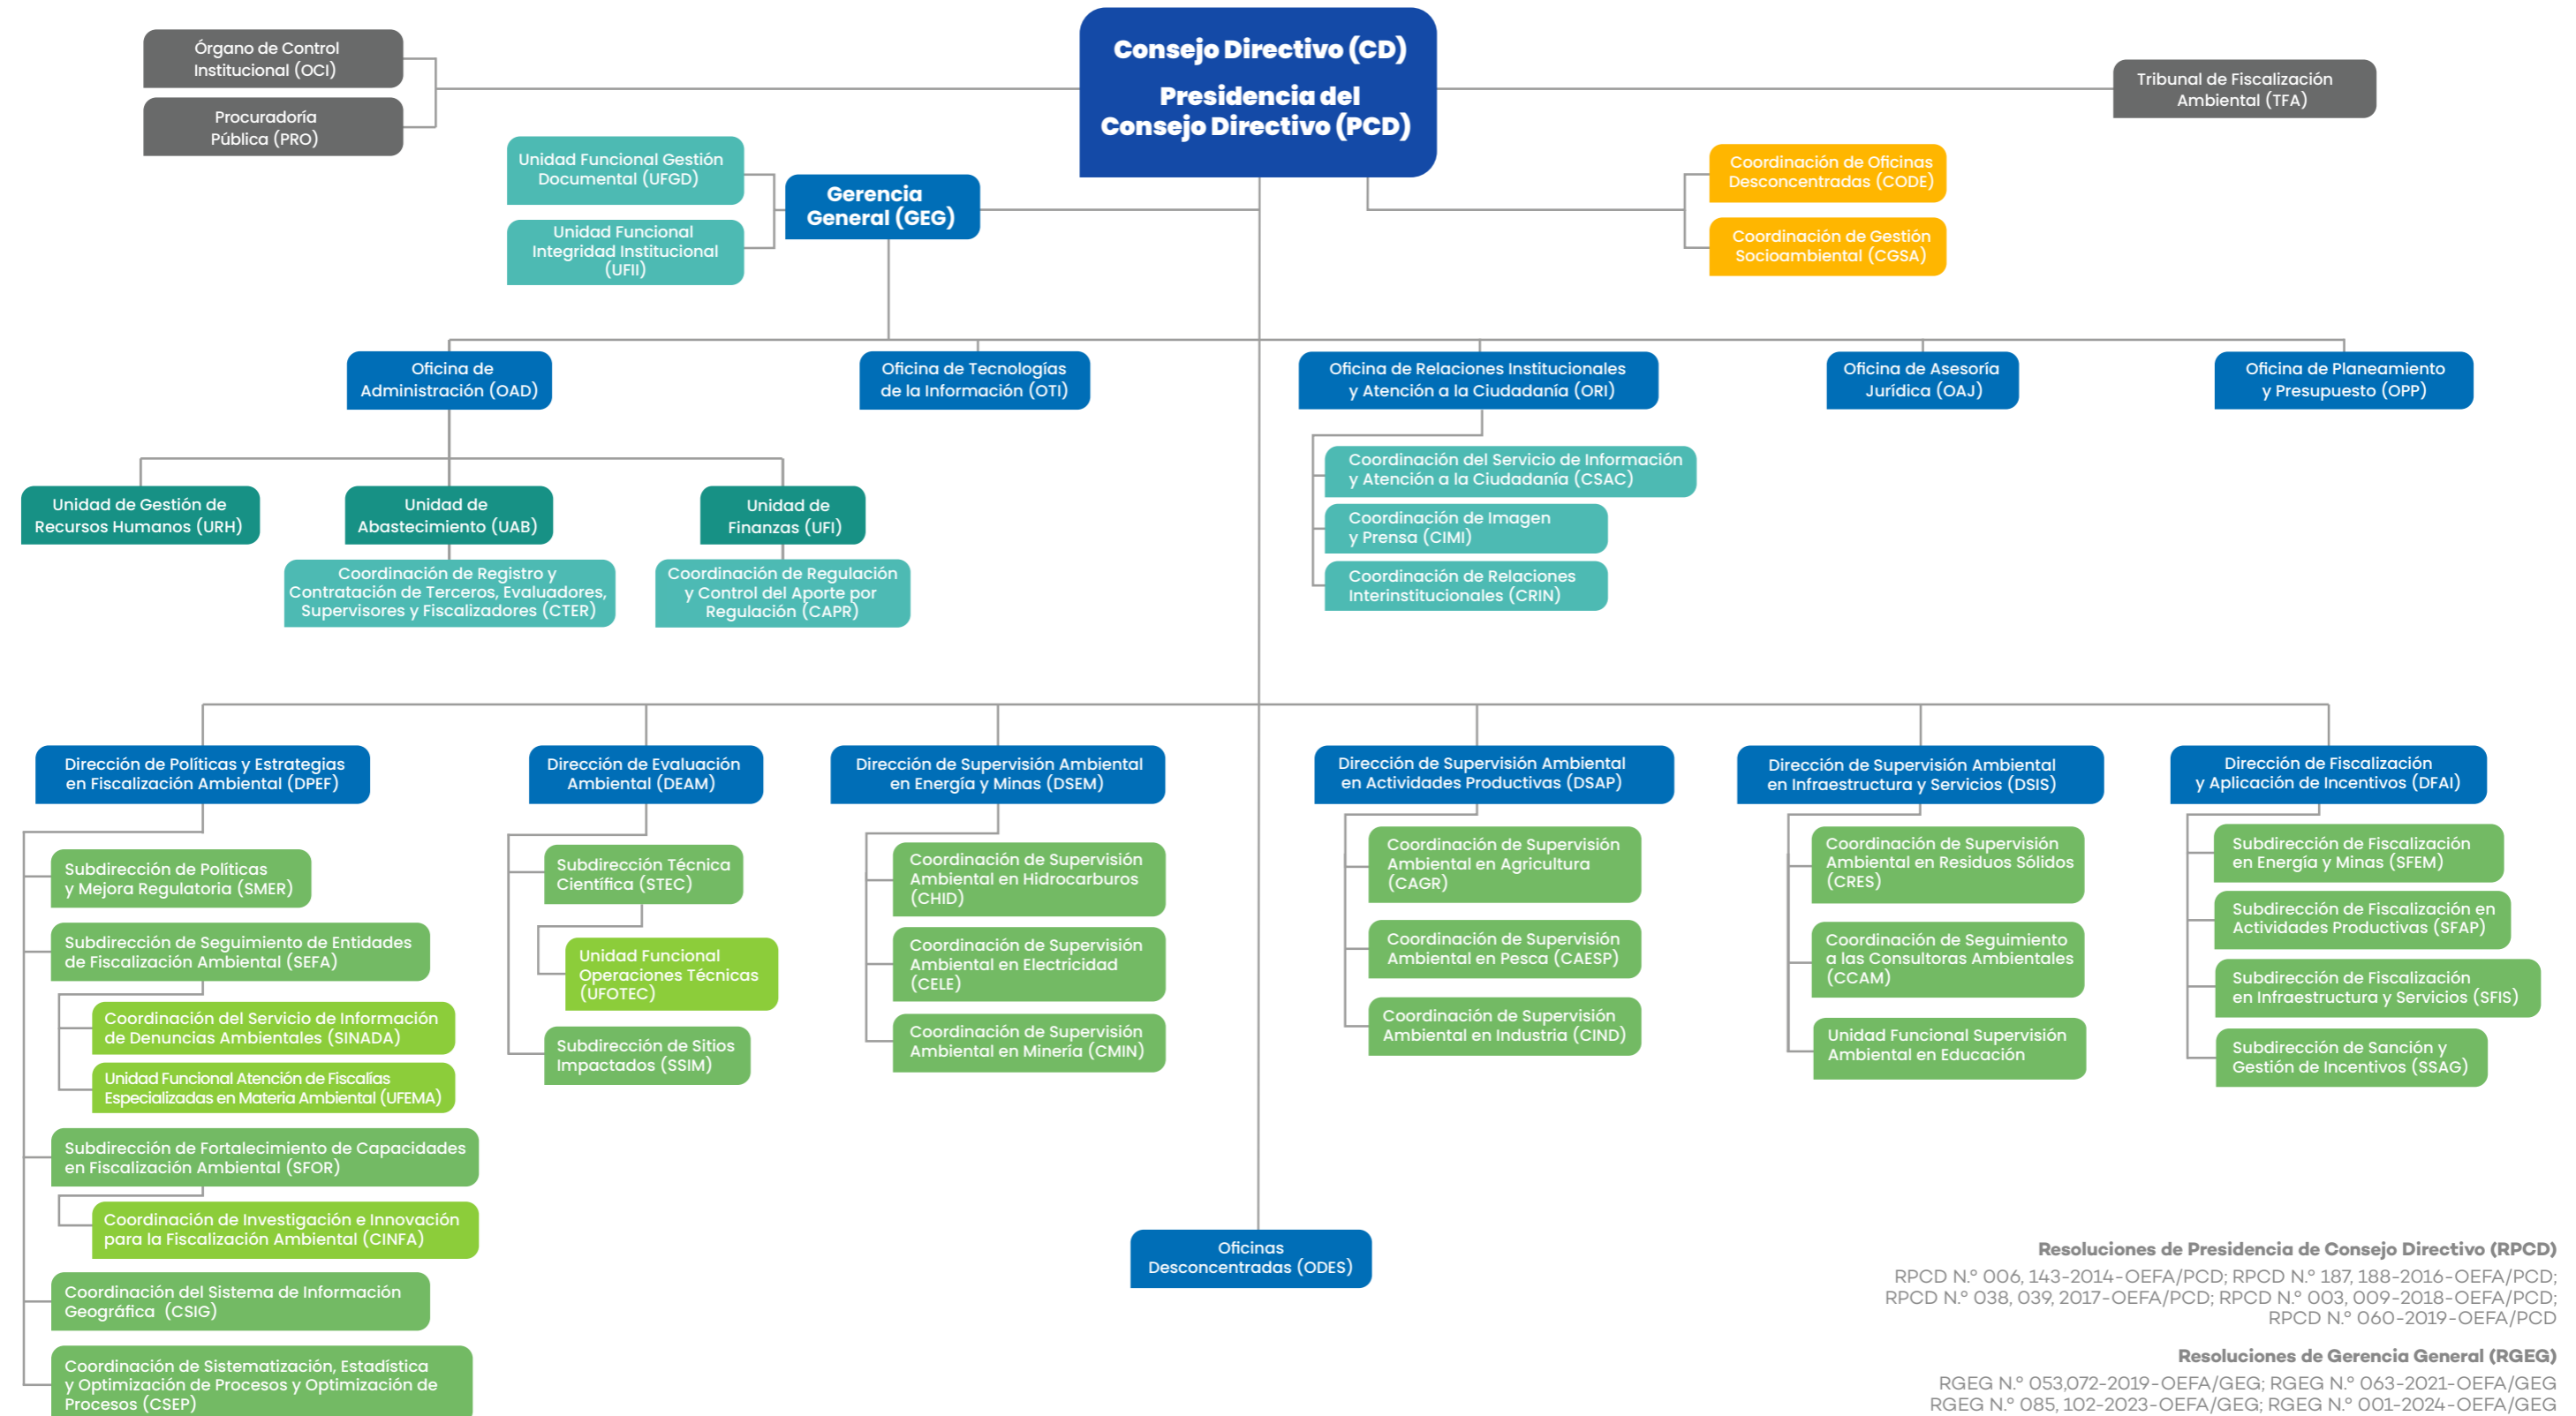 Consejo Directivo (CD)
Presidencia del
Consejo Directivo (PCD)
Órgano de Control
Institucional (OCI)
Procuradoría
Pública (PRO)
Tribunal de Fiscalización
Ambiental (TFA)
Unidad Funcional Gestión
Documental (UFGD)
Unidad Funcional
Integridad Institucional
(UFII)
Gerencia
General (GEG)
Coordinación de Oficinas
Desconcentradas (CODE)
Coordinación de Gestión
Socioambiental (CGSA)
Oficina de
Administración (OAD)
Oficina de Tecnologías
de la Información (OTI)
Oficina de Relaciones Institucionales
y Atención a la Ciudadanía (ORI)
Oficina de Asesoría
Jurídica (OAJ)
Oficina de Planeamiento
y Presupuesto (OPP)
Unidad de Gestión de
Recursos Humanos (URH)
Unidad de
Abastecimiento (UAB)
Unidad de
Finanzas (UFI)
Coordinación de Registro y
Contratación de Terceros, Evaluadores,
Supervisores y Fiscalizadores (CTER)
Coordinación de Regulación
y Control del Aporte por
Regulación (CAPR)
Coordinación del Servicio de Información
y Atención a la Ciudadanía (CSAC)
Coordinación de Imagen
y Prensa (CIMI)
Coordinación de Relaciones
Interinstitucionales (CRIN)
Dirección de Políticas y Estrategias
en Fiscalización Ambiental (DPEF)
Subdirección de Políticas
y Mejora Regulatoria (SMER)
Subdirección de Seguimiento de Entidades
de Fiscalización Ambiental (SEFA)
Coordinación del Servicio de Información
de Denuncias Ambientales (SINADA)
Unidad Funcional Atención de Fiscalías
Especializadas en Materia Ambiental (UFEMA)
Subdirección de Fortalecimiento de Capacidades
en Fiscalización Ambiental (SFOR)
Coordinación de Investigación e Innovación
para la Fiscalización Ambiental (CINFA)
Coordinación del Sistema de Información
Geográfica (CSIG)
Coordinación de Sistematización, Estadística
y Optimización de Procesos y Optimización de
Procesos (CSEP)
Dirección de Evaluación
Ambiental (DEAM)
Subdirección Técnica
Científica (STEC)
Unidad Funcional
Operaciones Técnicas
(UFOTEC)
Subdirección de Sitios
Impactados (SSIM)
Dirección de Supervisión Ambiental
en Energía y Minas (DSEM)
Coordinación de Supervisión
Ambiental en Hidrocarburos
(CHID)
Coordinación de Supervisión
Ambiental en Electricidad
(CELE)
Coordinación de Supervisión
Ambiental en Minería (CMIN)
Dirección de Supervisión Ambiental
en Actividades Productivas (DSAP)
Coordinación de Supervisión
Ambiental en Agricultura
(CAGR)
Coordinación de Supervisión
Ambiental en Pesca (CAESP)
Coordinación de Supervisión
Ambiental en Industria (CIND)
Dirección de Supervisión Ambiental
en Infraestructura y Servicios (DSIS)
Coordinación de Supervisión
Ambiental en Residuos Sólidos
(CRES)
Coordinación de Seguimiento
a las Consultoras Ambientales
(CCAM)
Unidad Funcional Supervisión
Ambiental en Educación
Dirección de Fiscalización
y Aplicación de Incentivos (DFAI)
Subdirección de Fiscalización
en Energía y Minas (SFEM)
Subdirección de Fiscalización en
Actividades Productivas (SFAP)
Subdirección de Fiscalización
en Infraestructura y Servicios (SFIS)
Subdirección de Sanción y
Gestión de Incentivos (SSAG)
Oficinas
Desconcentradas (ODES)
Resoluciones de Presidencia de Consejo Directivo (RPCD)
RPCD N.° 006, 143-2014-OEFA/PCD; RPCD N.° 187, 188-2016-OEFA/PCD;
RPCD N.° 038, 039, 2017-OEFA/PCD; RPCD N.° 003, 009-2018-OEFA/PCD;
RPCD N.° 060-2019-OEFA/PCD
Resoluciones de Gerencia General (RGEG)
RGEG N.° 053,072-2019-OEFA/GEG; RGEG N.° 063-2021-OEFA/GEG
RGEG N.° 085, 102-2023-OEFA/GEG; RGEG N.° 001-2024-OEFA/GEG